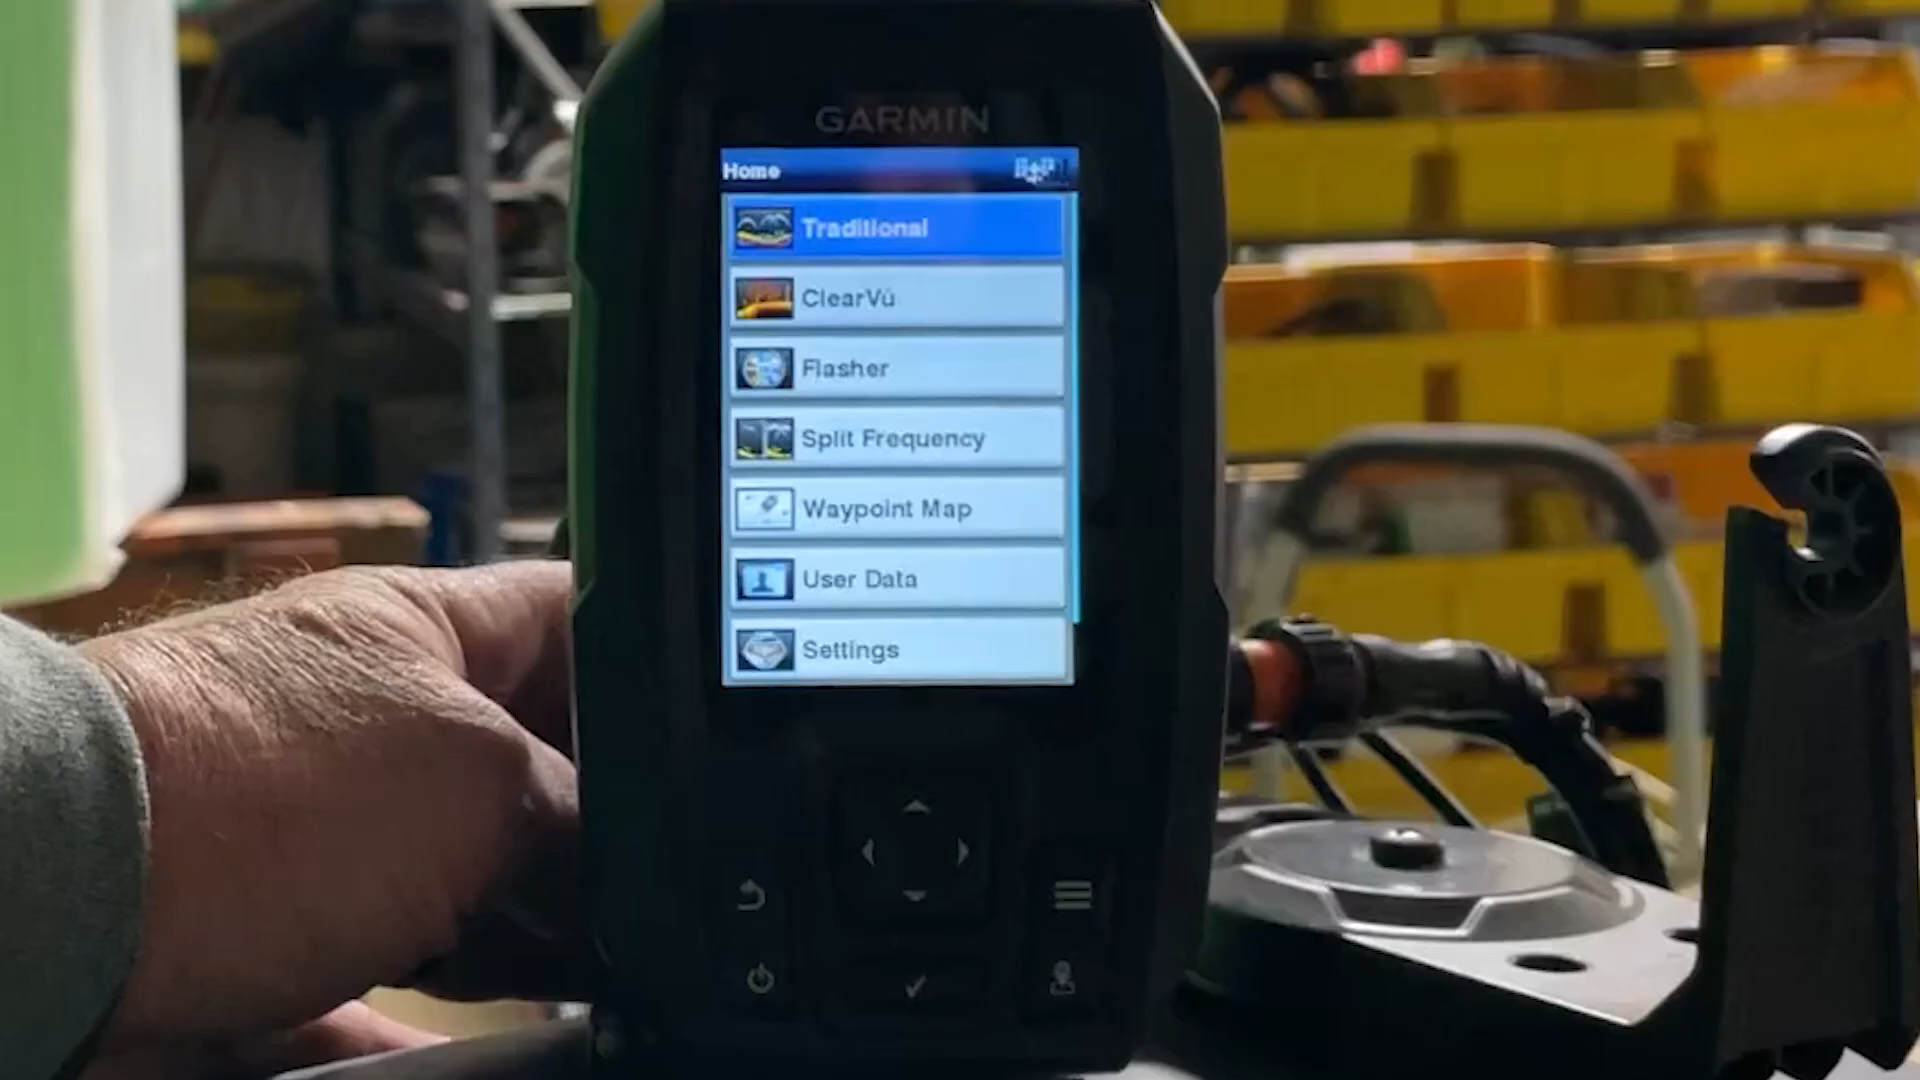 GARMIN
Home
Traditional
ClearVü
Flasher
Split Frequency
Waypoint Map
User Data
Settings